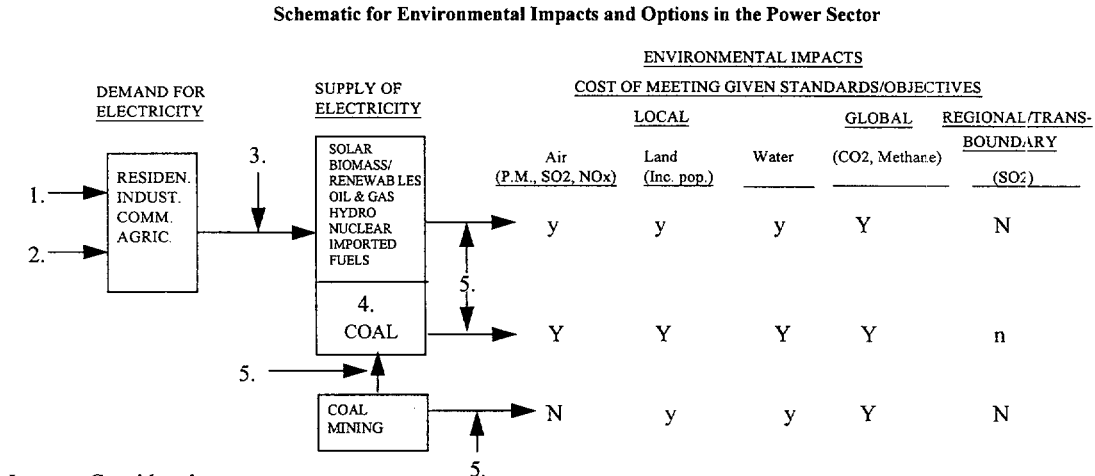 Schematic for Environmental Impacts and Options in the Power Sector
ENVIRONMENTAL IMPACTS
COST OF MEETING GIVEN STANDARDS/OBJECTIVES
DEMAND FOR
ELECTRICITY
SUPPLY OF
ELECTRICITY
LOCAL
GLOBAL
REGIONAL/TRANS-
BOUNDARY
Air
(P.M., SO2, NOx)
Land
(Inc. pop.)
Water
(CO2, Methane)
(SO2)
1.
2.
RESIDEN.
INDUST.
COMM.
AGRIC.
3.
SOLAR
BIOMASS/
RENEWABLES
OIL & GAS
HYDRO
NUCLEAR
IMPORTED
FUELS
y y y Y N
5.
4.
COAL
Y Y Y Y n
5.
COAL
MINING
N y y Y N
5.